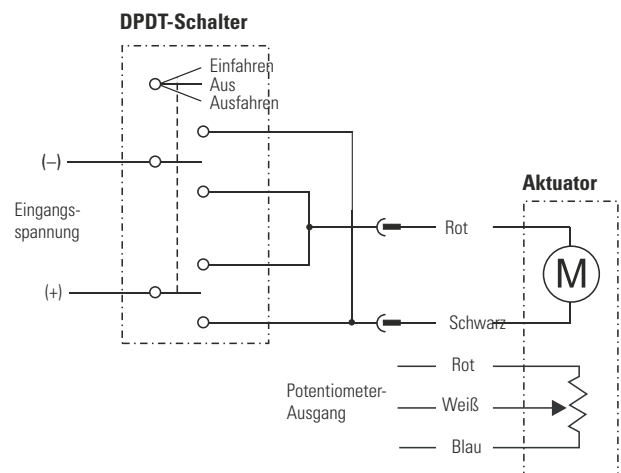 DPDT-Schalter
Einfahren
Aus
Ausfahren
(–)
Eingangs-
spannung
(+)
Aktuator
Rot
M
Schwarz
Rot
Potentiometer-
Ausgang
Weiß
Blau